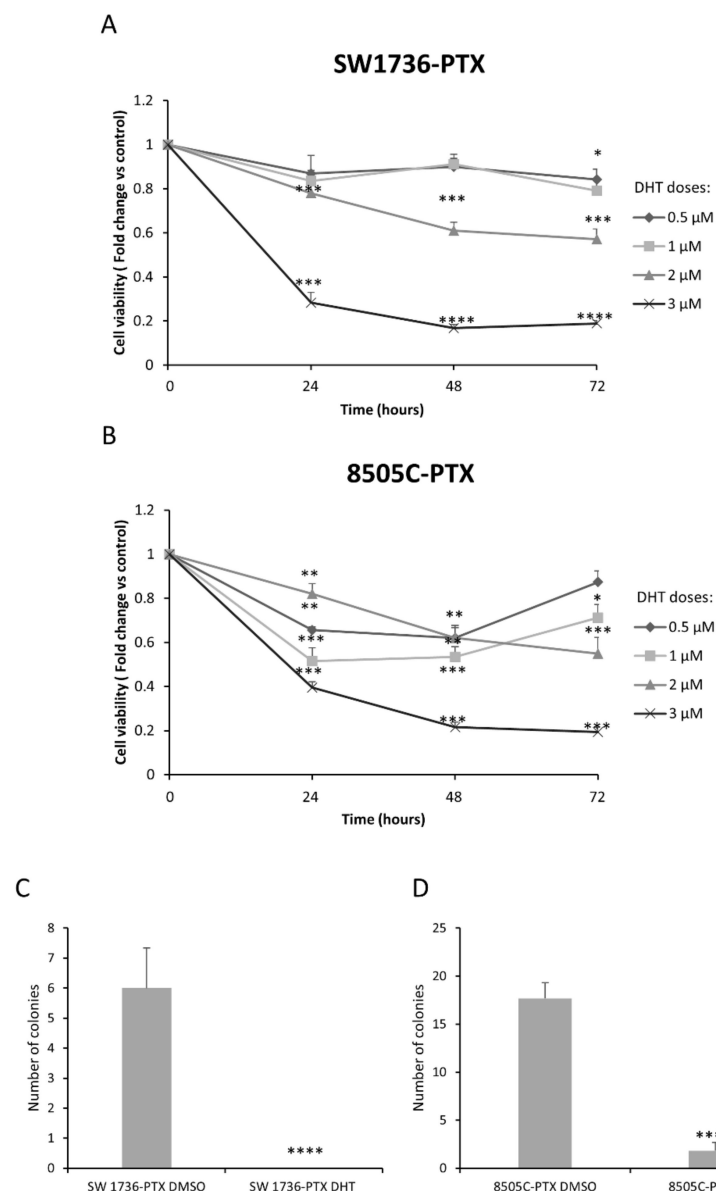 A
SW1736-PTX
1.2
1
0.8
0.6
0.4
0.2
0
Cell viability ( Fold change vs control)
***
***
***
****
*
***
****
0
24
48
72
Time (hours)
DHT doses:
0.5 µM
1 µM
2 µM
3 µM
B
8505C-PTX
1.2
1
0.8
0.6
0.4
0.2
0
Cell viability ( Fold change vs control)
**
**
***
***
**
**
***
***
*
***
***
0
24
48
72
Time (hours)
DHT doses:
0.5 µM
1 µM
2 µM
3 µM
C
8
7
6
5
4
3
2
1
0
Number of colonies
****
SW 1736-PTX DMSO
SW 1736-PTX DHT
D
25
20
15
10
5
0
Number of colonies
8505C-PTX DMSO